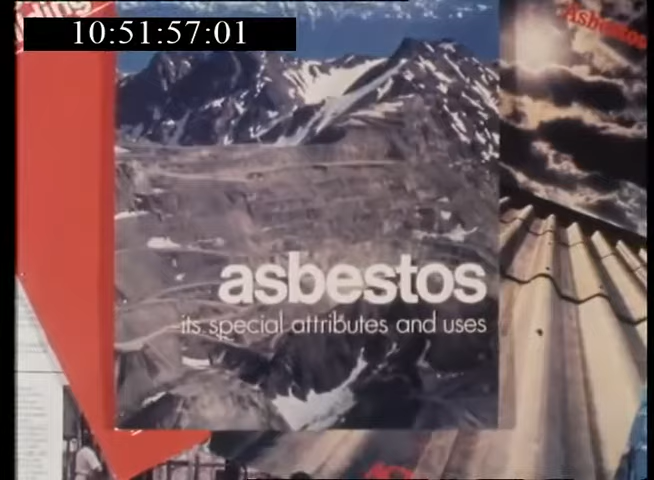 10:51:57:01
Asbestos
asbestos
its special attributes and uses